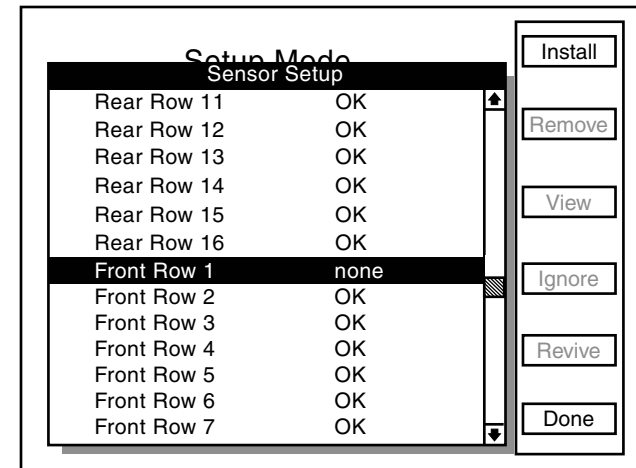 Setup Mode
Sensor Setup
Rear Row 11 OK
Rear Row 12 OK
Rear Row 13 OK
Rear Row 14 OK
Rear Row 15 OK
Rear Row 16 OK
Front Row 1 none
Front Row 2 OK
Front Row 3 OK
Front Row 4 OK
Front Row 5 OK
Front Row 6 OK
Front Row 7 OK
Install
Remove
View
Ignore
Revive
Done